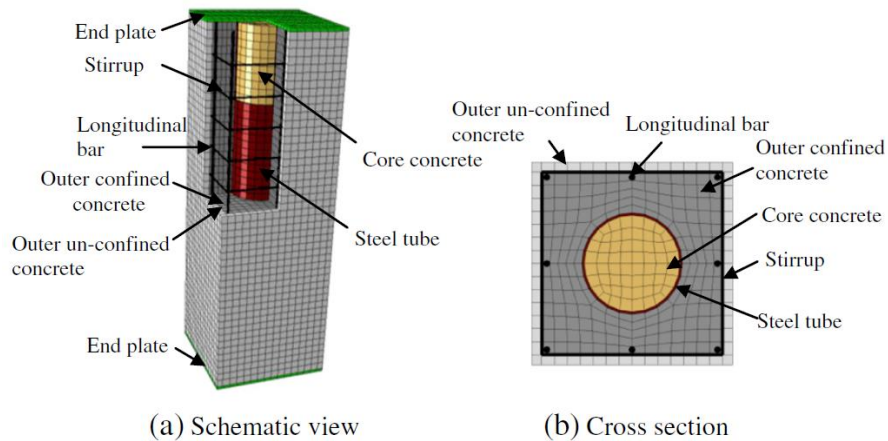 End plate
Stirrup
Longitudinal
bar
Outer confined
concrete
Outer un-confined
concrete
End plate
Core concrete
Steel tube
(a) Schematic view
Outer un-confined
concrete
Longitudinal bar
Outer confined
concrete
Core concrete
Stirrup
Steel tube
(b) Cross section